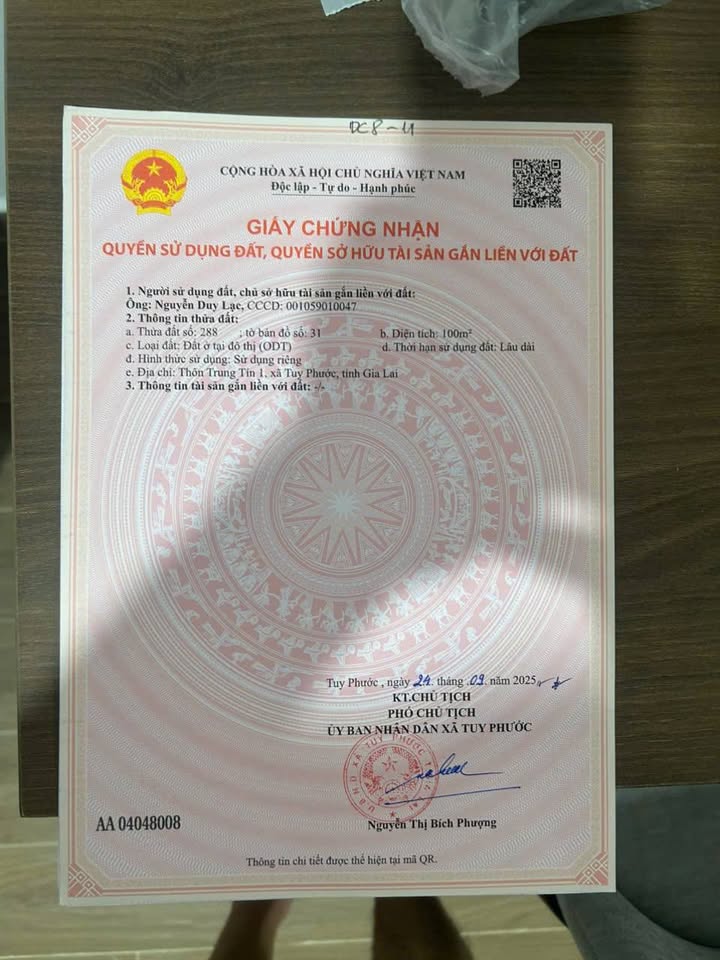 DC8-11
CỘNG HÒA XÃ HỘI CHỦ NGHĨA VIỆT NAM
Độc lập - Tự do - Hạnh phúc
GIẤY CHỨNG NHẬN
QUYỀN SỬ DỤNG ĐẤT, QUYỀN SỞ HỮU TÀI SẢN GẮN LIỀN VỚI ĐẤT
1. Người sử dụng đất, chủ sở hữu tài sản gắn liền với đất:
Ông: Nguyễn Duy Lạc, CCCD: 001059010047
2. Thông tin thửa đất:
a. Thửa đất số: 288 ; tờ bản đồ số: 31 b. Diện tích: 100m²
c. Loại đất: Đất ở tại đô thị (ODT) d. Thời hạn sử dụng đất: Lâu dài
đ. Hình thức sử dụng: Sử dụng riêng
e. Địa chỉ: Thôn Trung Tín 1, xã Tuy Phước, tỉnh Gia Lai
3. Thông tin tài sản gắn liền với đất: -/-
Tuy Phước , ngày 24 tháng .09. năm 2025
KT.CHỦ TỊCH
PHÓ CHỦ TỊCH
ỦY BAN NHÂN DÂN XÃ TUY PHƯỚC
Nguyễn Thị Bích Phượng
AA 04048008
Thông tin chi tiết được thể hiện tại mã QR.